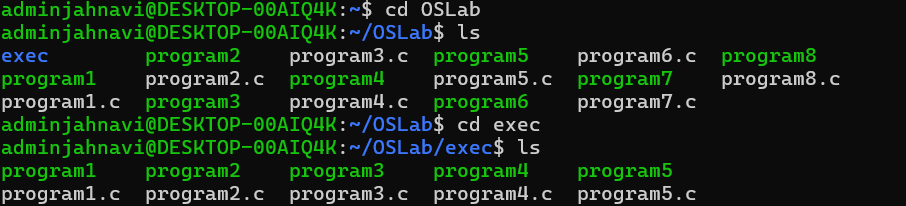 adminjahnavi@DESKTOP-00AIQ4K:~$ cd OSLab
adminjahnavi@DESKTOP-00AIQ4K:~/OSLab$ ls
exec program2 program3.c program5 program6.c program8
program1 program2.c program4 program5.c program7 program8.c
program1.c program3 program4.c program6 program7.c
adminjahnavi@DESKTOP-00AIQ4K:~/OSLab$ cd exec
adminjahnavi@DESKTOP-00AIQ4K:~/OSLab/exec$ ls
program1 program2 program3 program4 program5
program1.c program2.c program3.c program4.c program5.c